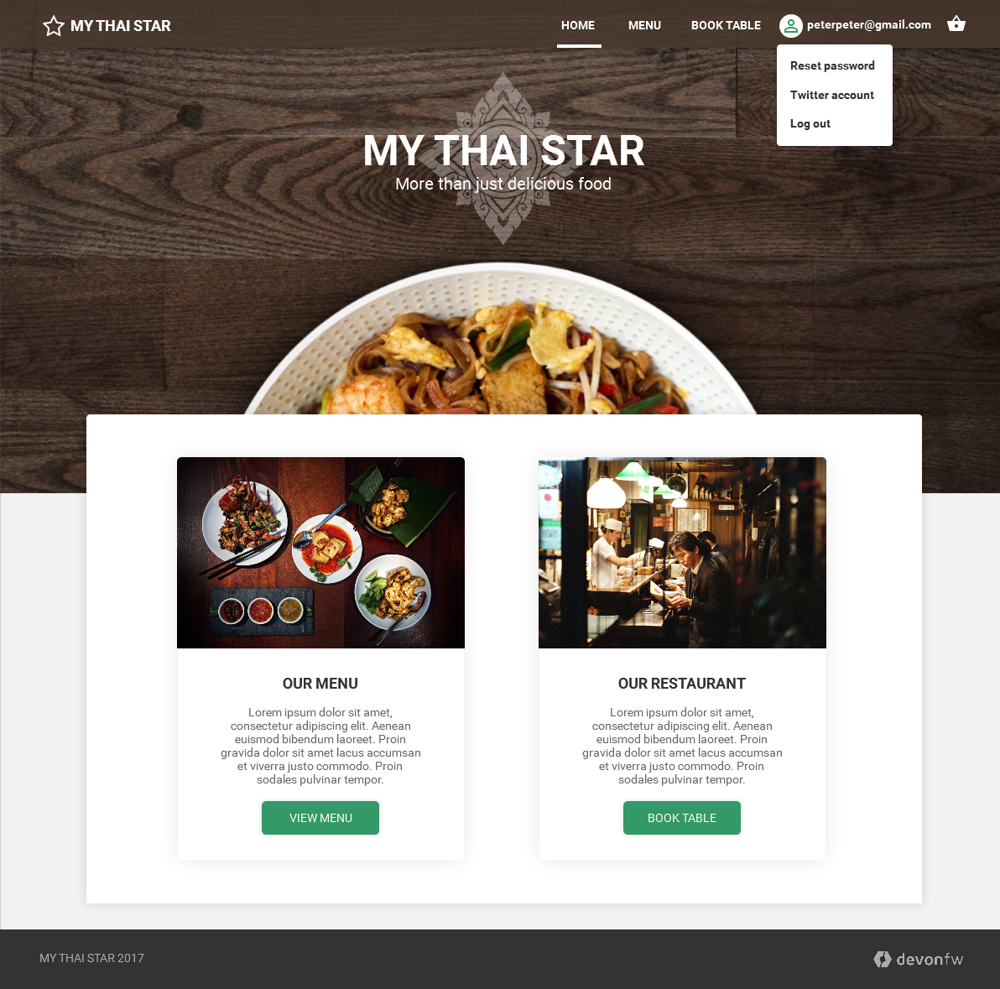 MY THAI STAR
HOME
MENU
BOOK TABLE
peterpeter@gmail.com
Reset password
Twitter account
Log out
MY THAI STAR
More than just delicious food
OUR MENU
Lorem ipsum dolor sit amet,
consectetur adipiscing elit. Aenean
euismod bibendum laoreet. Proin
gravida dolor sit amet lacus accumsan
et viverra justo commodo. Proin
sodales pulvinar tempor.
VIEW MENU
OUR RESTAURANT
Lorem ipsum dolor sit amet,
consectetur adipiscing elit. Aenean
euismod bibendum laoreet. Proin
gravida dolor sit amet lacus accumsan
et viverra justo commodo. Proin
sodales pulvinar tempor.
BOOK TABLE
MY THAI STAR 2017
devonfw